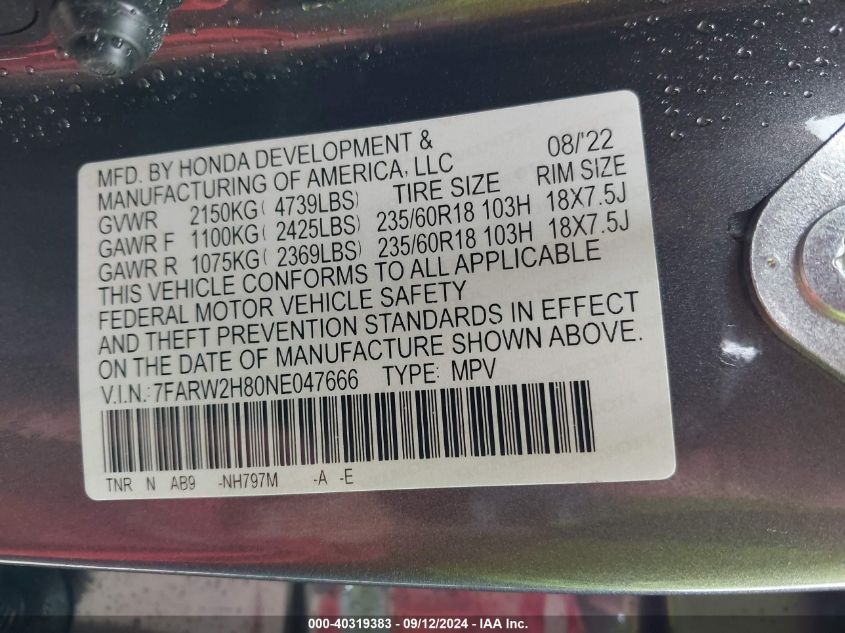 MFD. BY HONDA DEVELOPMENT & 08/'22
MANUFACTURING OF AMERICA, LLC
TIRE SIZE RIM SIZE
GVWR 2150KG( 4739LBS)
GAWR F 1100KG( 2425LBS) 235/60R18 103H 18X7.5J
GAWR R 1075KG( 2369LBS) 235/60R18 103H 18X7.5J
THIS VEHICLE CONFORMS TO ALL APPLICABLE
FEDERAL MOTOR VEHICLE SAFETY
AND THEFT PREVENTION STANDARDS IN EFFECT
ON THE DATE OF MANUFACTURE SHOWN ABOVE.
V.I.N.: 7FARW2H80NE047666 TYPE: MPV
TNR N AB9 -NH797M -A -E
000-40319383 - 09/12/2024 - IAA Inc.